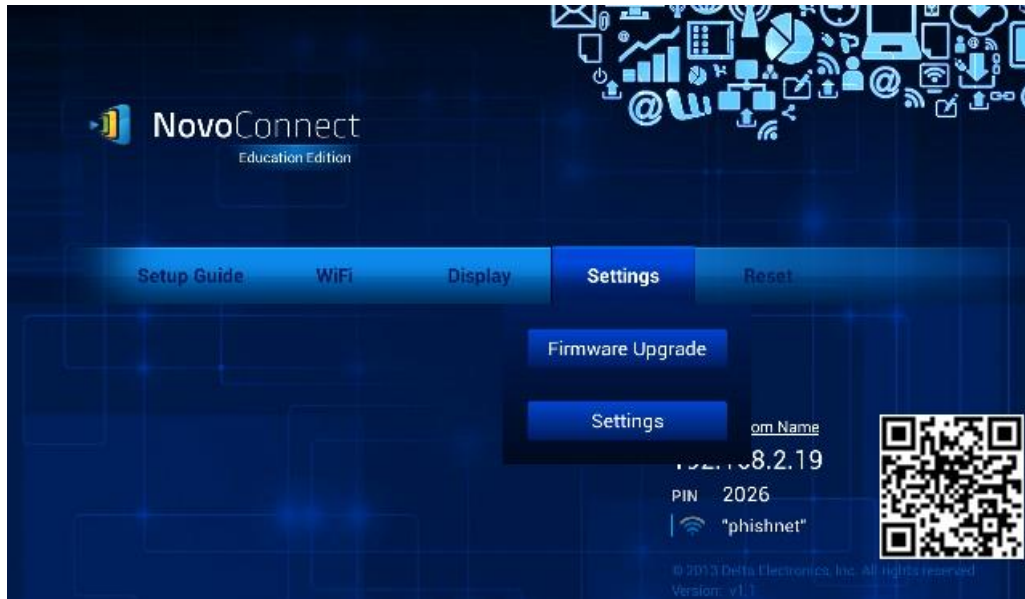 NovoConnect
Education Edition
Setup Guide WiFi Display Settings Reset
Firmware Upgrade
Settings
om Name
8.2.19
PIN 2026
"phishnet"
© 2013 Delta Electronics, Inc. All rights reserved
Version: v1.1